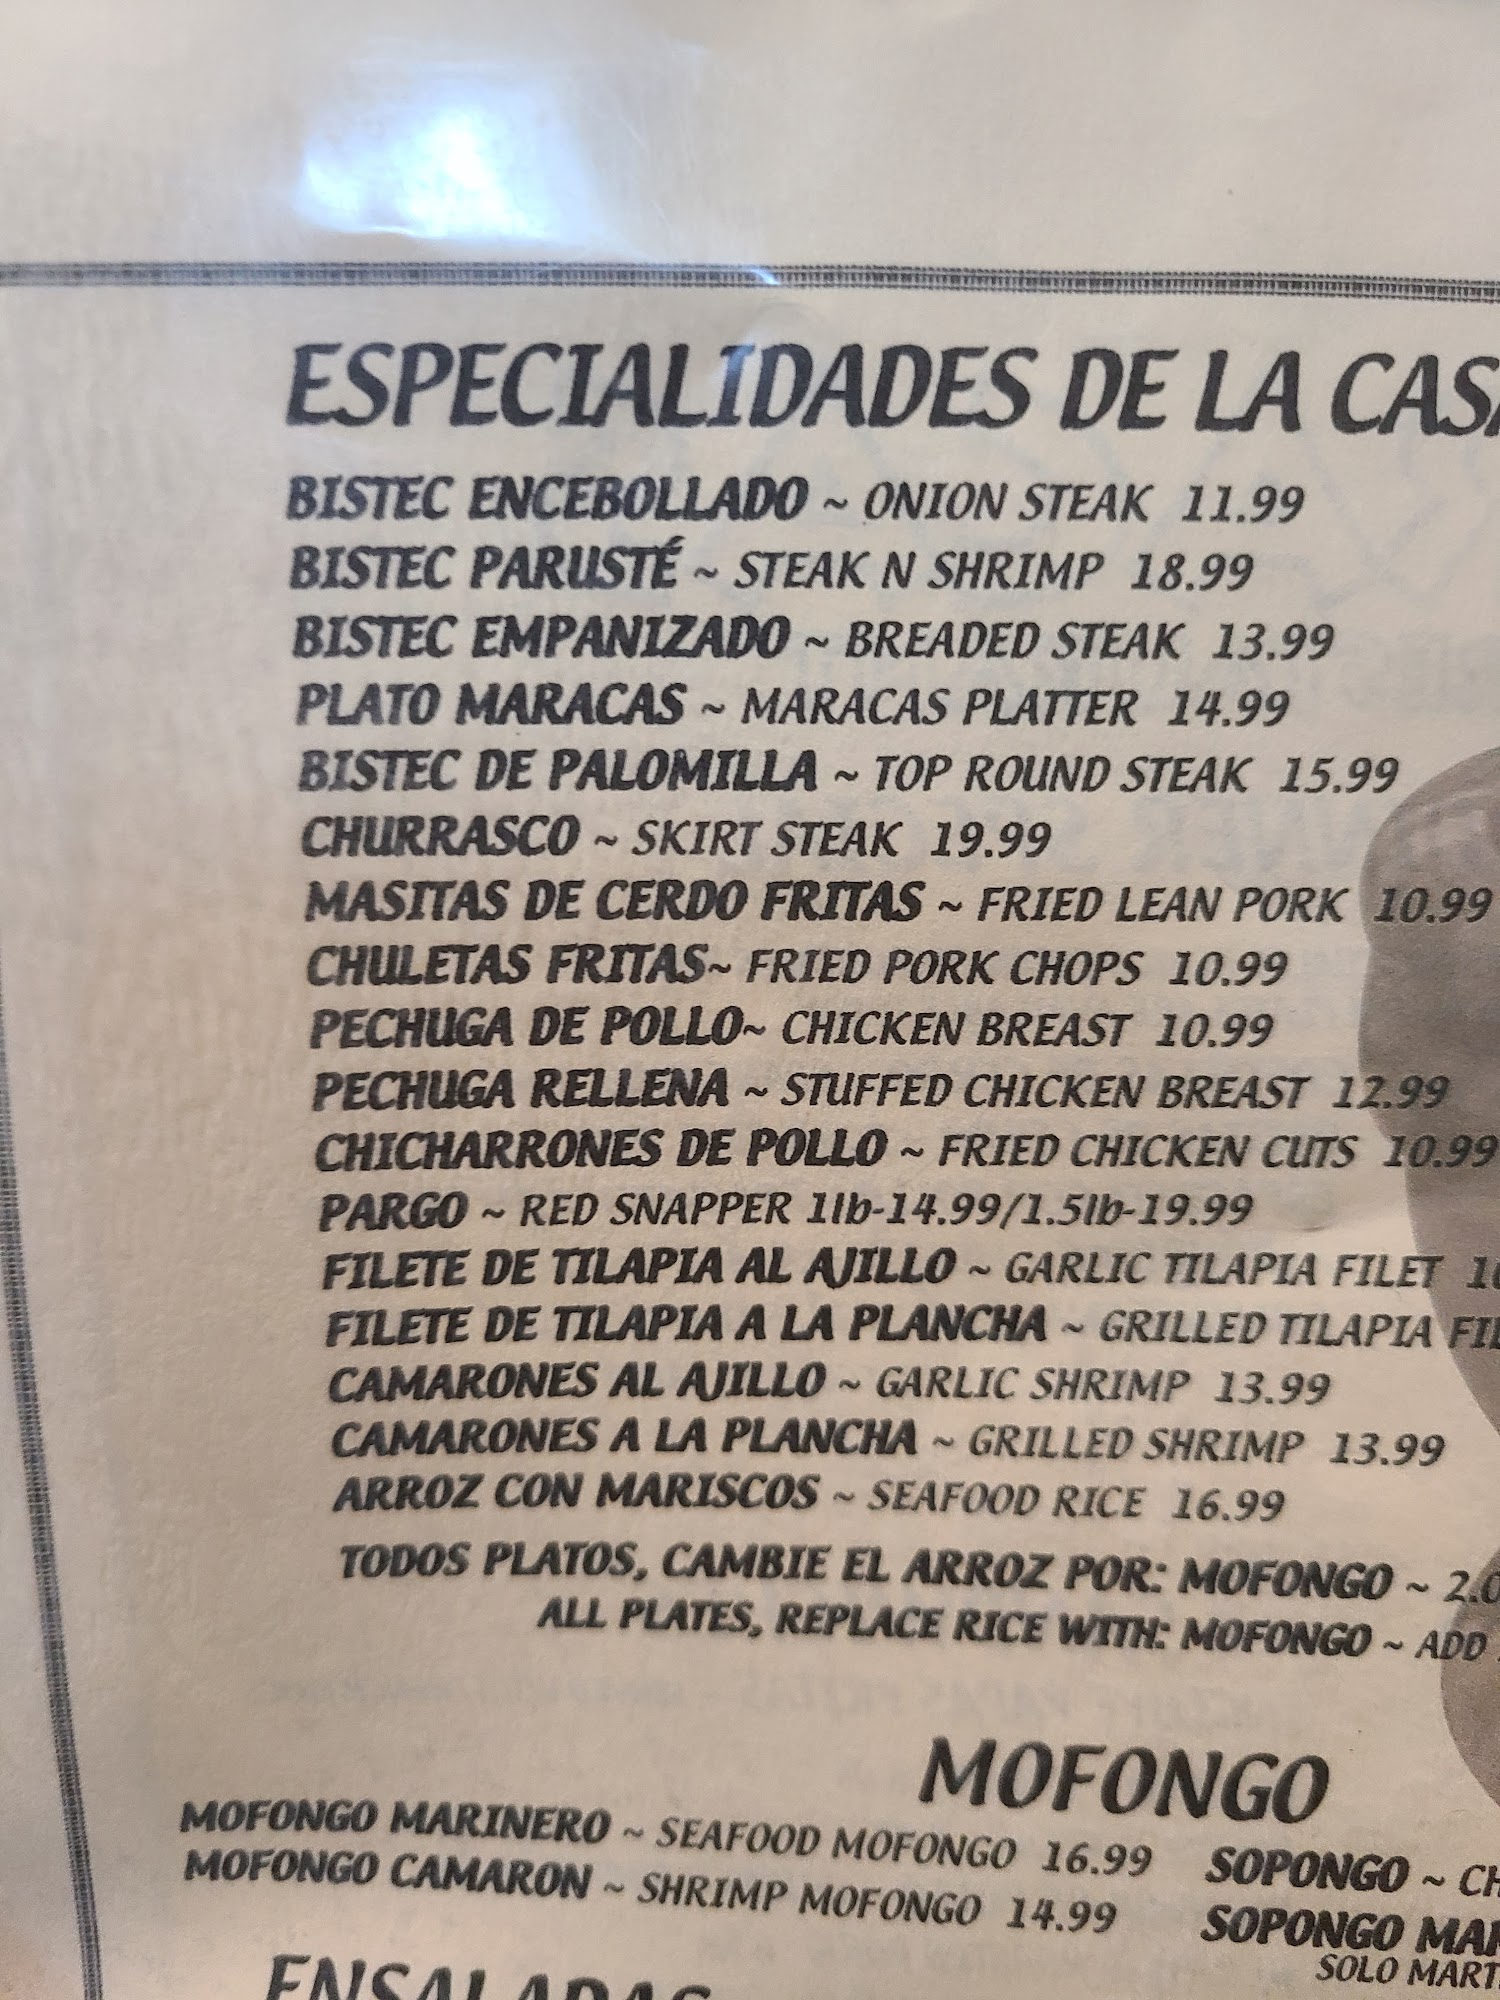 ESPECIALIDADES DE LA CASA
BISTEC ENCEBOLLADO ~ ONION STEAK 11.99
BISTEC PARUSTÉ ~ STEAK N SHRIMP 18.99
BISTEC EMPANIZADO ~ BREADED STEAK 13.99
PLATO MARACAS ~ MARACAS PLATTER 14.99
BISTEC DE PALOMILLA ~ TOP ROUND STEAK 15.99
CHURRASCO ~ SKIRT STEAK 19.99
MASITAS DE CERDO FRITAS ~ FRIED LEAN PORK 10.99
CHULETAS FRITAS~ FRIED PORK CHOPS 10.99
PECHUGA DE POLLO~ CHICKEN BREAST 10.99
PECHUGA RELLENA ~ STUFFED CHICKEN BREAST 12.99
CHICHARRONES DE POLLO ~ FRIED CHICKEN CUTS 10.99
PARGO ~ RED SNAPPER 1lb-14.99/1.5lb-19.99
FILETE DE TILAPIA AL AJILLO ~ GARLIC TILAPIA FILET
FILETE DE TILAPIA A LA PLANCHA ~ GRILLED TILAPIA
CAMARONES AL AJILLO ~ GARLIC SHRIMP 13.99
CAMARONES A LA PLANCHA ~ GRILLED SHRIMP 13.99
ARROZ CON MARISCOS ~ SEAFOOD RICE 16.99
TODOS PLATOS, CAMBIE EL ARROZ POR: MOFONGO ~
ALL PLATES, REPLACE RICE WITH: MOFONGO ~ ADD
MOFONGO
MOFONGO MARINERO ~ SEAFOOD MOFONGO 16.99
MOFONGO CAMARON ~ SHRIMP MOFONGO 14.99
SOPONGO ~
SOPONGO
SOLO
ENSALADAS